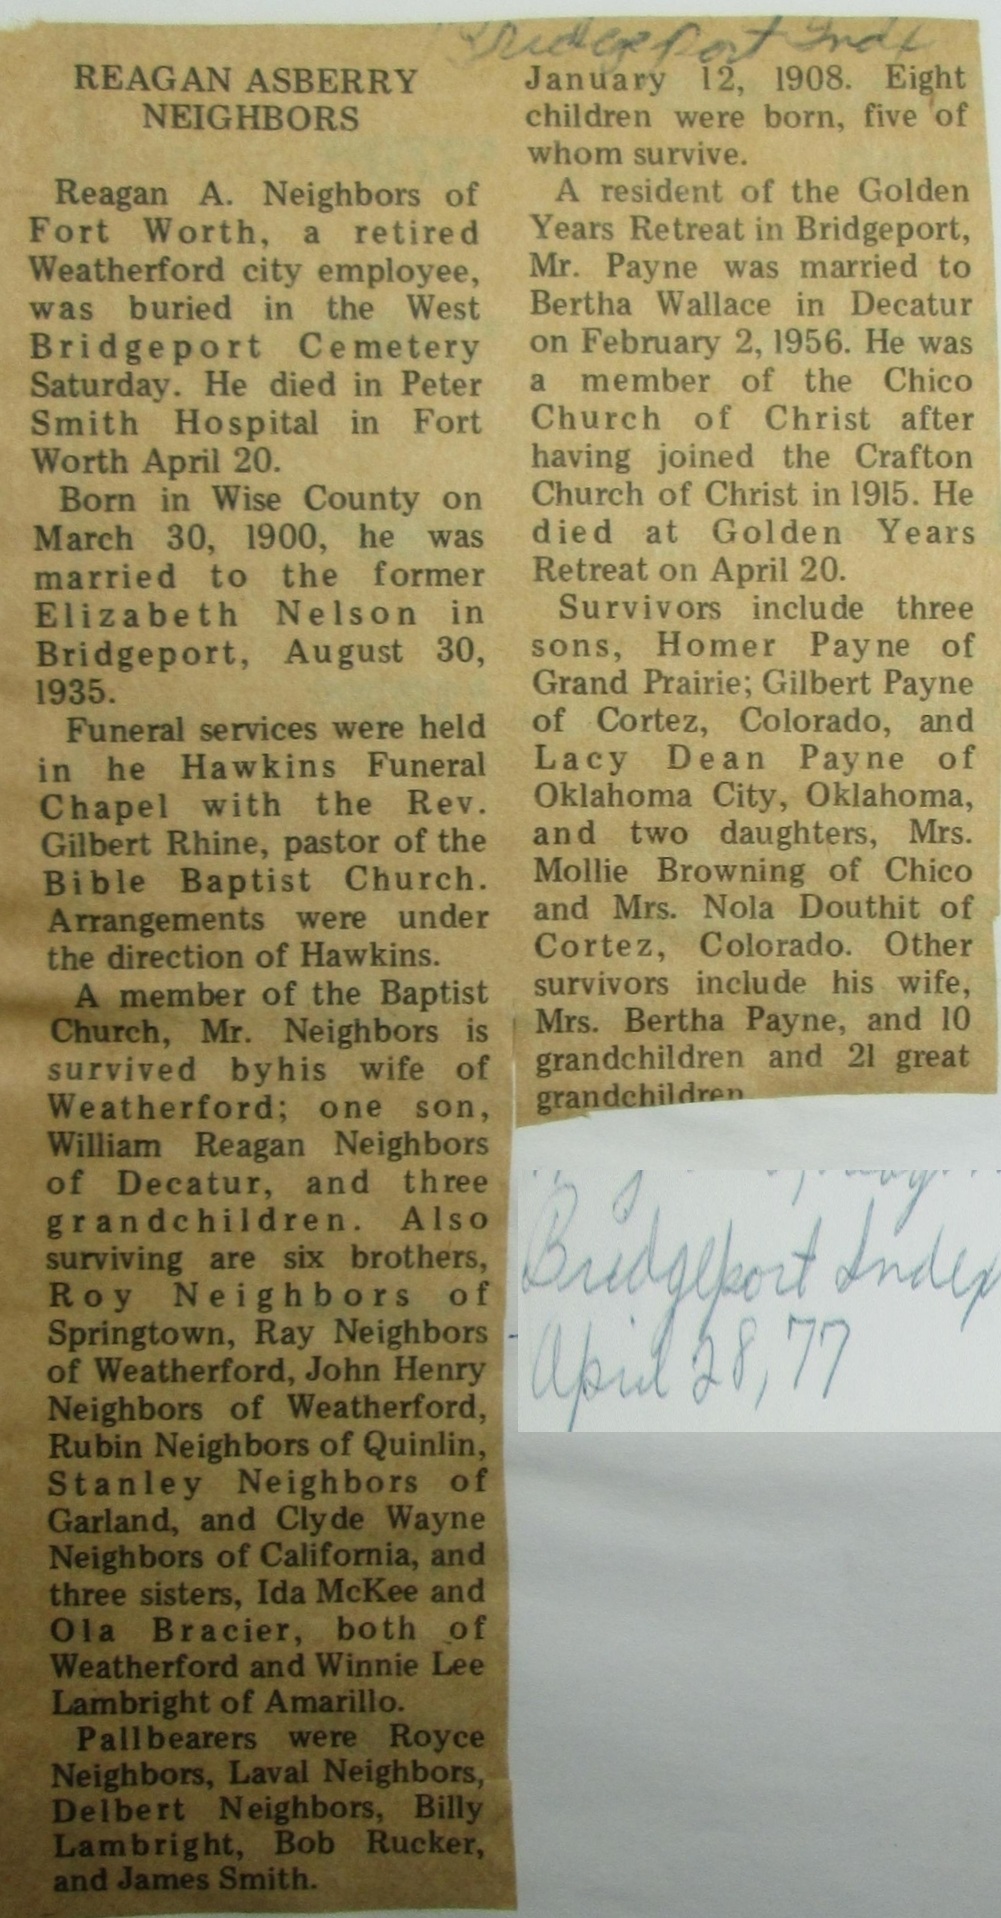 REAGAN ASBERRY
NEIGHBORS
Reagan A. Neighbors of
Fort Worth, a retired
Weatherford city employee,
was buried in the West
Bridgeport Cemetery
Saturday. He died in Peter
Smith Hospital in Fort
Worth April 20.
Born in Wise County on
March 30, 1900, he was
married to the former
Elizabeth Nelson in
Bridgeport, August 30,
1935.
Funeral services were held
in he Hawkins Funeral
Chapel with the Rev.
Gilbert Rhine, pastor of the
Bible Baptist Church.
Arrangements were under
the direction of Hawkins.
A member of the Baptist
Church, Mr. Neighbors is
survived byhis wife of
Weatherford; one son,
William Reagan Neighbors
of Decatur, and three
grandchildren. Also
surviving are six brothers,
Roy Neighbors of
Springtown, Ray Neighbors
of Weatherford, John Henry
Neighbors of Weatherford,
Rubin Neighbors of Quinlin,
Stanley Neighbors of
Garland, and Clyde Wayne
Neighbors of California, and
three sisters, Ida McKee and
Ola Bracier, both of
Weatherford and Winnie Lee
Lambright of Amarillo.
Pallbearers were Royce
Neighbors, Laval Neighbors,
Delbert Neighbors, Billy
Lambright, Bob Rucker,
and James Smith.
Bridgeport Index
January 12, 1908. Eight
children were born, five of
whom survive.
A resident of the Golden
Years Retreat in Bridgeport,
Mr. Payne was married to
Bertha Wallace in Decatur
on February 2, 1956. He was
a member of the Chico
Church of Christ after
having joined the Crafton
Church of Christ in 1915. He
died at Golden Years
Retreat on April 20.
Survivors include three
sons, Homer Payne of
Grand Prairie; Gilbert Payne
of Cortez, Colorado, and
Lacy Dean Payne of
Oklahoma City, Oklahoma,
and two daughters, Mrs.
Mollie Browning of Chico
and Mrs. Nola Douthit of
Cortez, Colorado. Other
survivors include his wife,
Mrs. Bertha Payne, and 10
grandchildren and 21 great
grandchildren
Bridgeport Index
April 28, 77